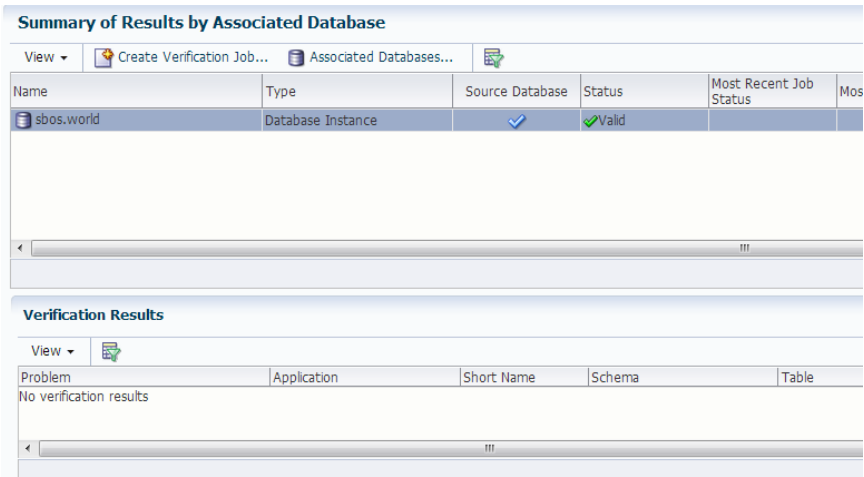 Summary of Results by Associated Database
View Create Verification Job... Associated Databases...
Name Type Source Database Status Most Recent Job Status Mos
sbos.world Database Instance Valid
Verification Results
View
Problem Application Short Name Schema Table
No verification results